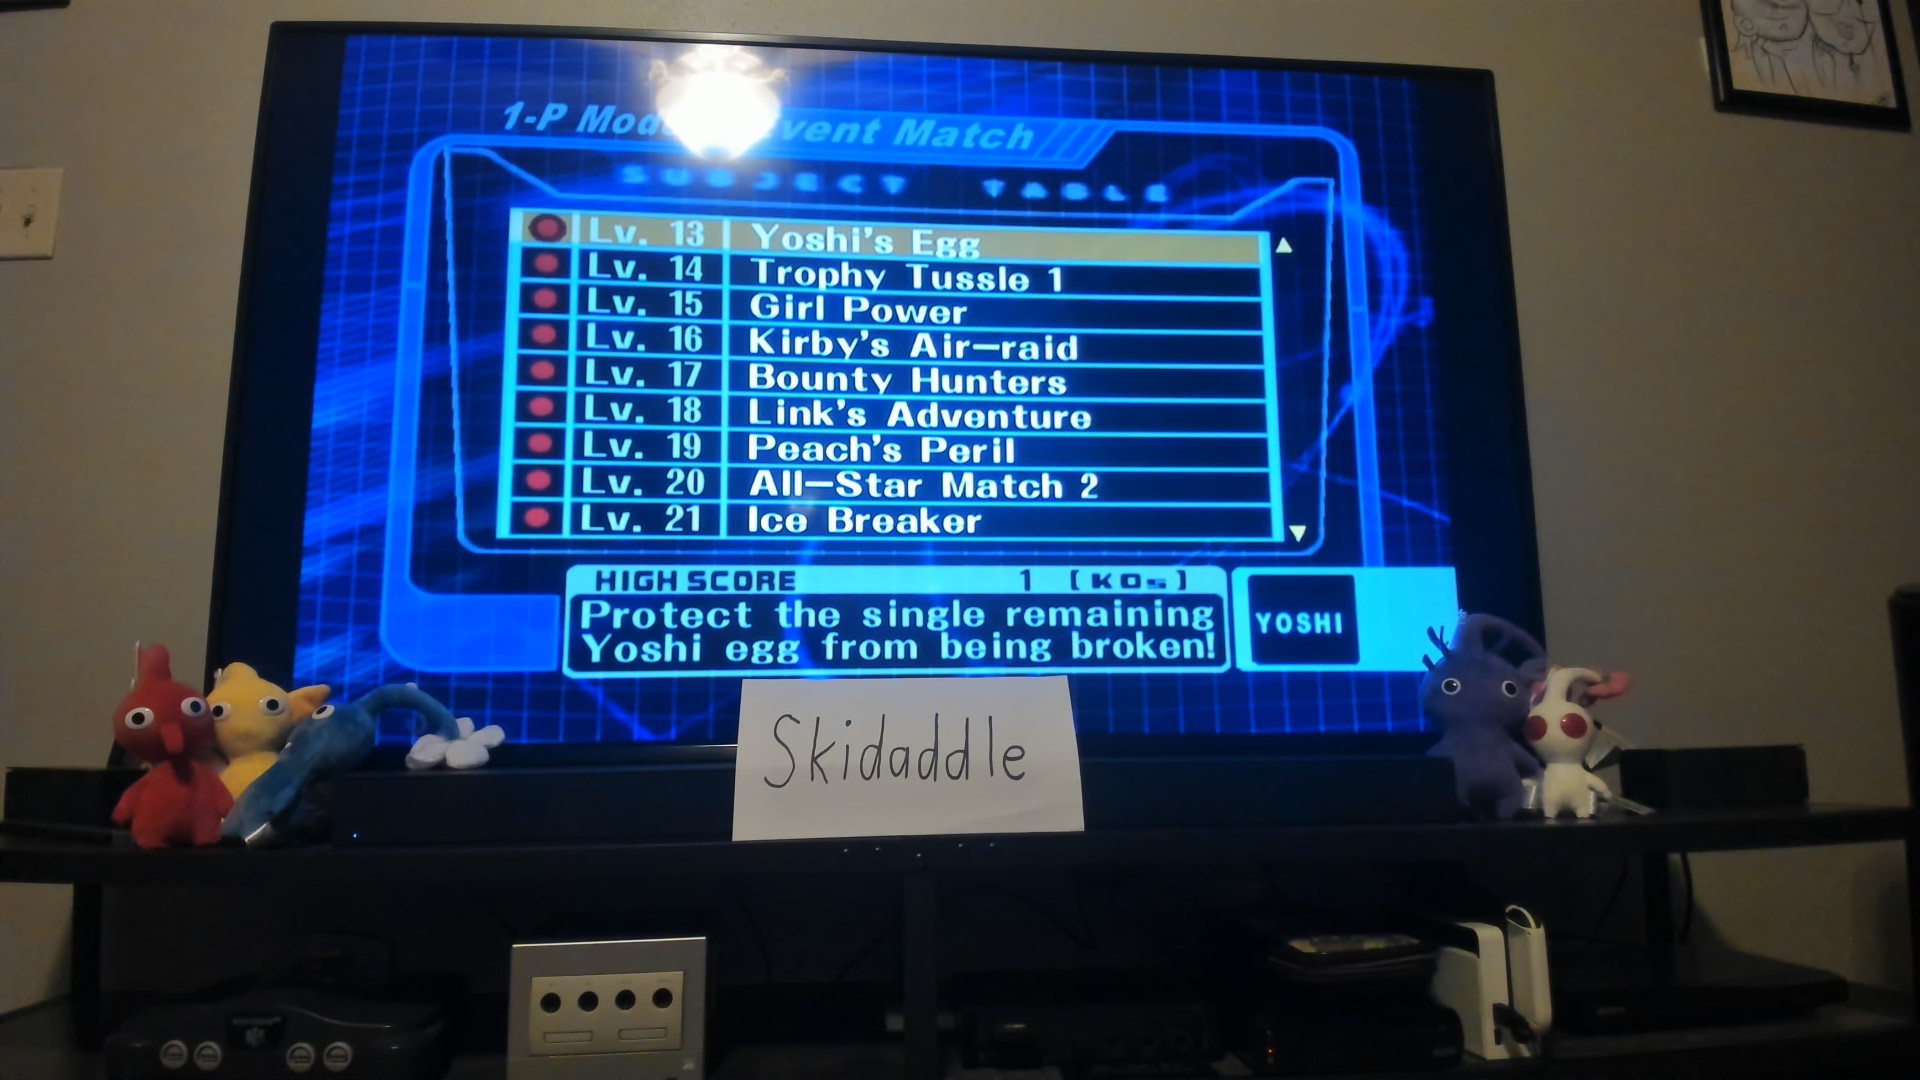 1-P Mode Event Match
SUBJECT TABLE
Lv. 13 Yoshi's Egg
Lv. 14 Trophy Tussle 1
Lv. 15 Girl Power
Lv. 16 Kirby's Air-raid
Lv. 17 Bounty Hunters
Lv. 18 Link's Adventure
Lv. 19 Peach's Peril
Lv. 20 All-Star Match 2
Lv. 21 Ice Breaker
HIGH SCORE 1 [KOs]
Protect the single remaining
Yoshi egg from being broken!
YOSHI
Skidaddle